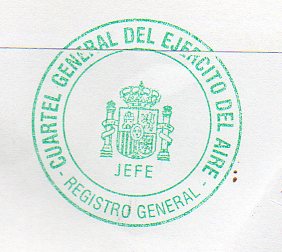 CUARTEL GENERAL DEL EJERCITO DEL AIRE
JEFE
- REGISTRO GENERAL -